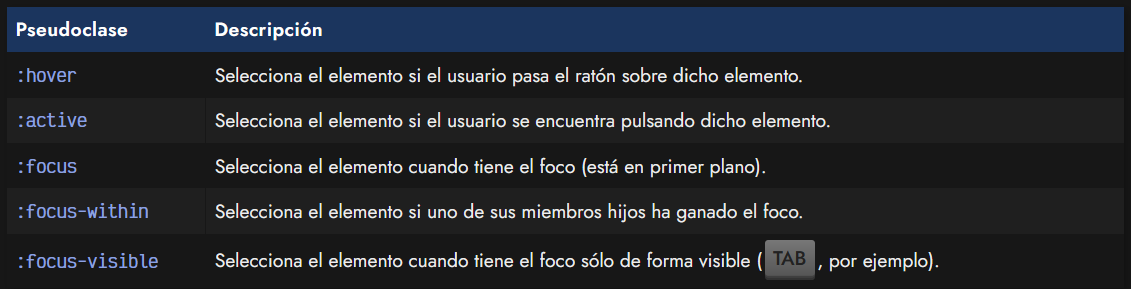 Pseudoclase Descripción
:hover Selecciona el elemento si el usuario pasa el ratón sobre dicho elemento.
:active Selecciona el elemento si el usuario se encuentra pulsando dicho elemento.
:focus Selecciona el elemento cuando tiene el foco (está en primer plano).
:focus-within Selecciona el elemento si uno de sus miembros hijos ha ganado el foco.
:focus-visible Selecciona el elemento cuando tiene el foco sólo de forma visible ( TAB , por ejemplo).